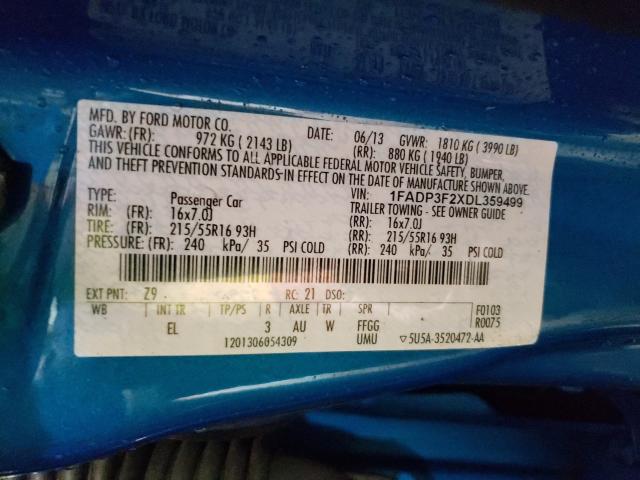 MFD. BY FORD MOTOR CO.
DATE: 06/13 GVWR: 1810 KG ( 3990 LB)
GAWR: (FR): 972 KG ( 2143 LB) (RR): 880 KG ( 1940 LB)
THIS VEHICLE CONFORMS TO ALL APPLICABLE FEDERAL MOTOR VEHICLE SAFETY, BUMPER,
AND THEFT PREVENTION STANDARDS IN EFFECT ON THE DATE OF MANUFACTURE SHOWN ABOVE.
VIN: 1FADP3F2XDL359499
TYPE: Passenger Car TRAILER TOWING - SEE OWNER GUIDE
RIM: (FR): 16x7.0J (RR): 16x7.0J
TIRE: (FR): 215/55R16 93H (RR): 215/55R16 93H
PRESSURE: (FR): 240 kPa/ 35 PSI COLD (RR): 240 kPa/ 35 PSI COLD
EXT PNT: Z9 RC: 21 DSO:
WB INT TR TP/PS R AXLE TR SPR F0103
EL 3 AU W FFGG R0075
1201306054309 UMU ▽5U5A-3520472-AA